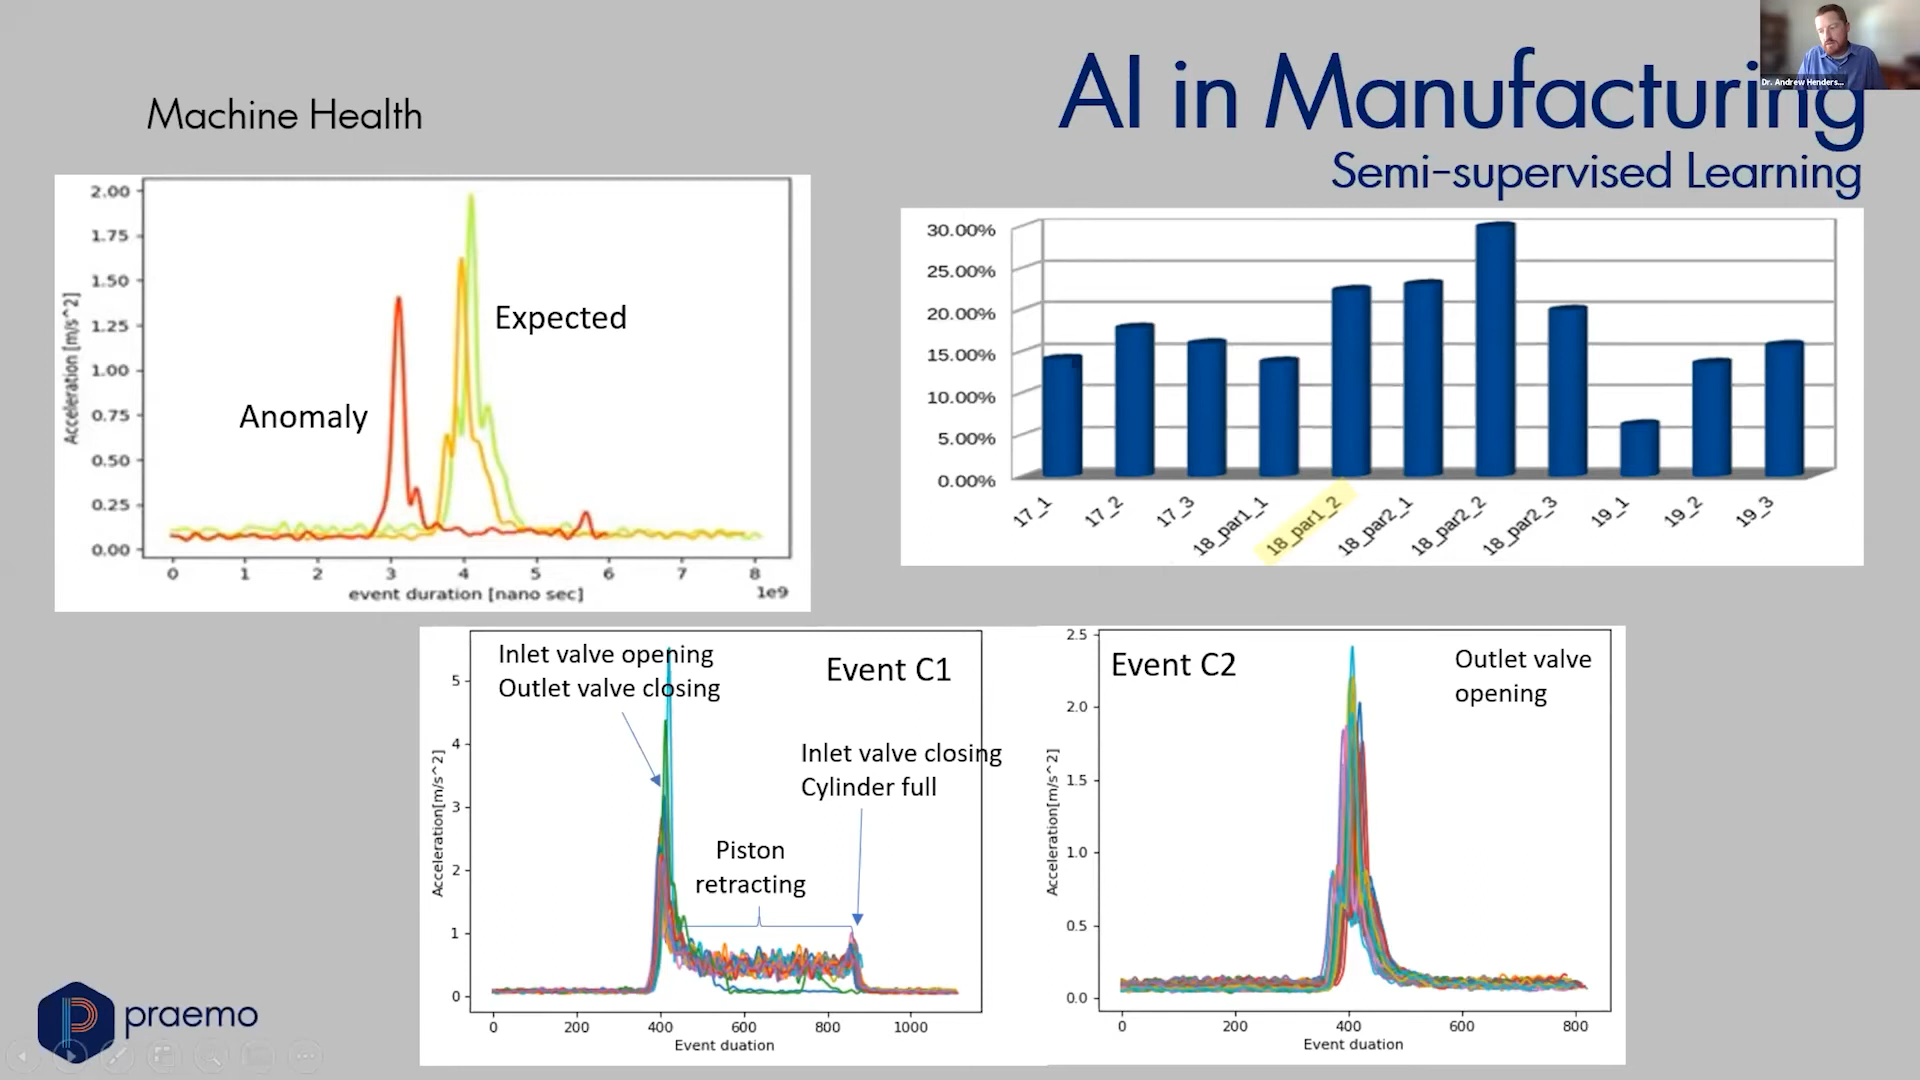 Dr. Andrew Henders...
AI in Manufacturing
Semi-supervised Learning
Machine Health
2.00
1.75
1.50
1.25
1.00
0.75
0.50
0.25
0.00
Acceleration [m/s^2]
Expected
Anomaly
0 1 2 3 4 5 6 7 8
1e9
event duration [nano sec]
30.00%
25.00%
20.00%
15.00%
10.00%
5.00%
0.00%
17_1
17_2
17_3
18_par1_1
18_par1_2
18_par2_1
18_par2_2
18_par2_3
19_1
19_2
19_3
Inlet valve opening
Outlet valve closing
Event C1
Inlet valve closing
Cylinder full
Piston
retracting
5
4
3
2
1
0
Acceleration[m/s^2]
0 200 400 600 800 1000
Event duation
Event C2
Outlet valve
opening
2.5
2.0
1.5
1.0
0.5
0.0
Acceleration[m/s^2]
0 200 400 600 800
Event duation
praemo